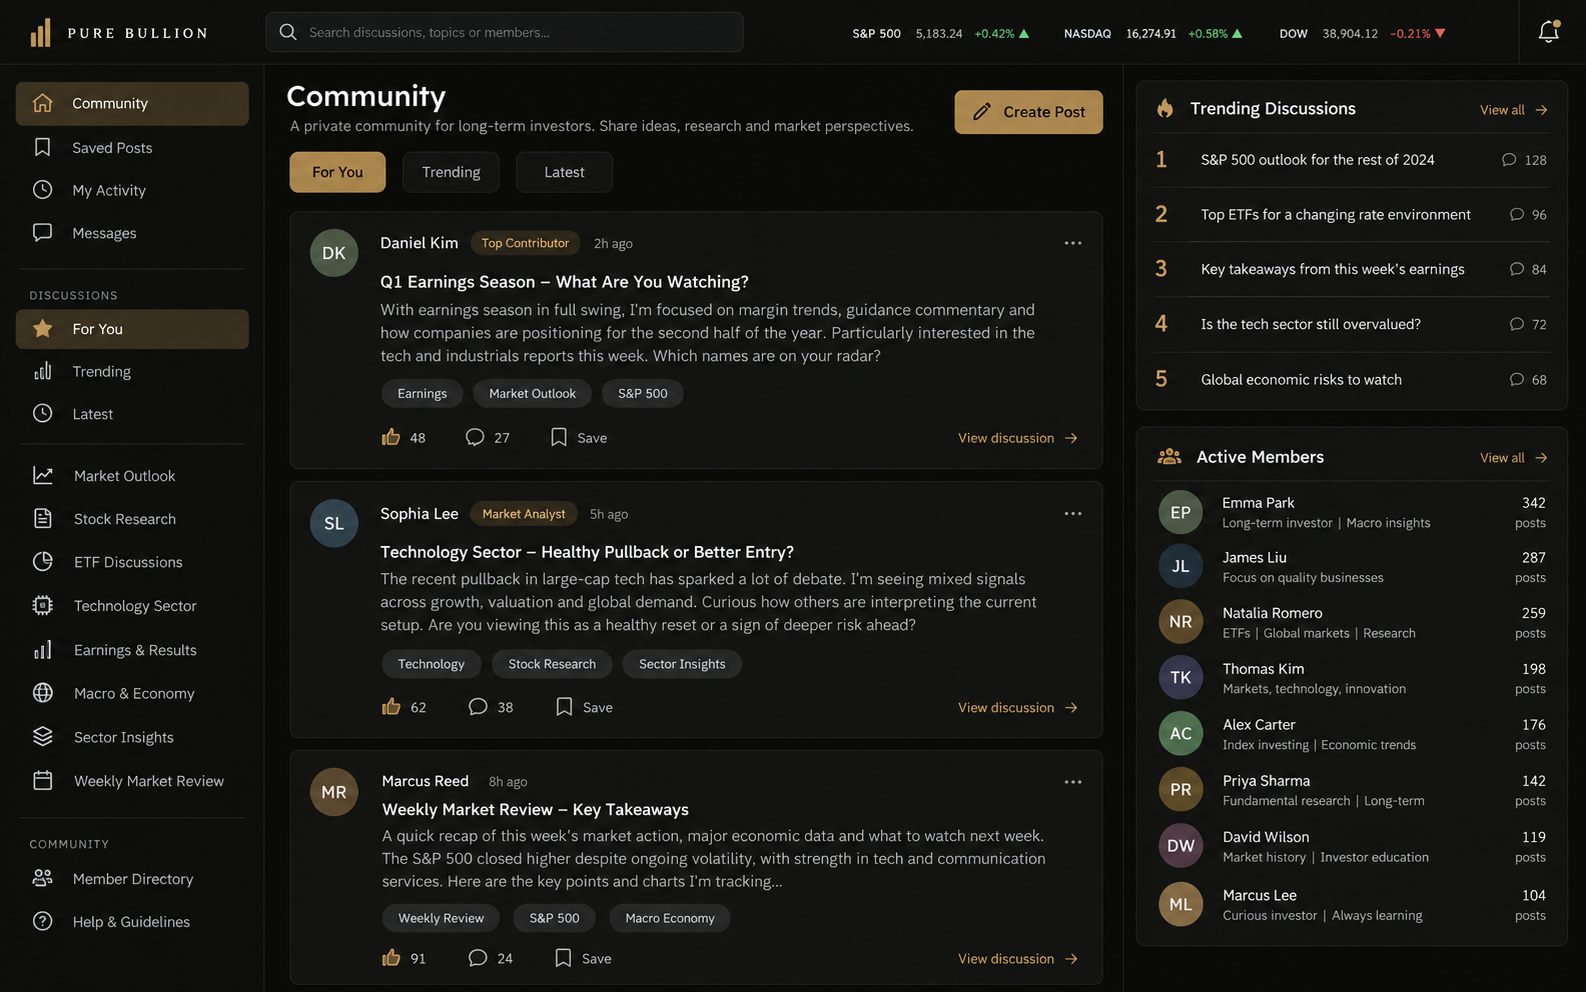 PURE BULLION
Search discussions, topics or members...
S&P 500 5,183.24 +0.42% ▲ NASDAQ 16,274.91 +0.58% ▲ DOW 38,904.12 -0.21% ▼
Community
Saved Posts
My Activity
Messages
DISCUSSIONS
For You
Trending
Latest
Market Outlook
Stock Research
ETF Discussions
Technology Sector
Earnings & Results
Macro & Economy
Sector Insights
Weekly Market Review
COMMUNITY
Member Directory
Help & Guidelines
Community
A private community for long-term investors. Share ideas, research and market perspectives.
Create Post
For You Trending Latest
DK
Daniel Kim Top Contributor 2h ago
Q1 Earnings Season – What Are You Watching?
With earnings season in full swing, I'm focused on margin trends, guidance commentary and
how companies are positioning for the second half of the year. Particularly interested in the
tech and industrials reports this week. Which names are on your radar?
Earnings Market Outlook S&P 500
48 27 Save View discussion →
SL
Sophia Lee Market Analyst 5h ago
Technology Sector – Healthy Pullback or Better Entry?
The recent pullback in large-cap tech has sparked a lot of debate. I'm seeing mixed signals
across growth, valuation and global demand. Curious how others are interpreting the current
setup. Are you viewing this as a healthy reset or a sign of deeper risk ahead?
Technology Stock Research Sector Insights
62 38 Save View discussion →
MR
Marcus Reed 8h ago
Weekly Market Review – Key Takeaways
A quick recap of this week's market action, major economic data and what to watch next week.
The S&P 500 closed higher despite ongoing volatility, with strength in tech and communication
services. Here are the key points and charts I'm tracking...
Weekly Review S&P 500 Macro Economy
91 24 Save View discussion →
Trending Discussions View all →
1 S&P 500 outlook for the rest of 2024 128
2 Top ETFs for a changing rate environment 96
3 Key takeaways from this week's earnings 84
4 Is the tech sector still overvalued? 72
5 Global economic risks to watch 68
Active Members View all →
EP Emma Park 342
Long-term investor | Macro insights posts
JL James Liu 287
Focus on quality businesses posts
NR Natalia Romero 259
ETFs | Global markets | Research posts
TK Thomas Kim 198
Markets, technology, innovation posts
AC Alex Carter 176
Index investing | Economic trends posts
PR Priya Sharma 142
Fundamental research | Long-term posts
DW David Wilson 119
Market history | Investor education posts
ML Marcus Lee 104
Curious investor | Always learning posts